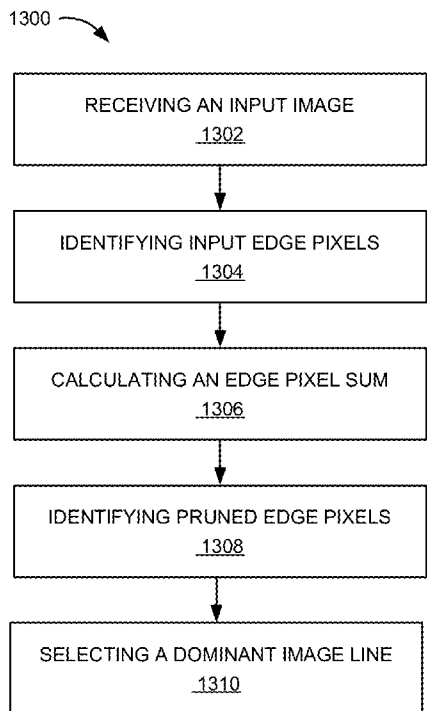 1300
RECEIVING AN INPUT IMAGE
1302
IDENTIFYING INPUT EDGE PIXELS
1304
CALCULATING AN EDGE PIXEL SUM
1306
IDENTIFYING PRUNED EDGE PIXELS
1308
SELECTING A DOMINANT IMAGE LINE
1310